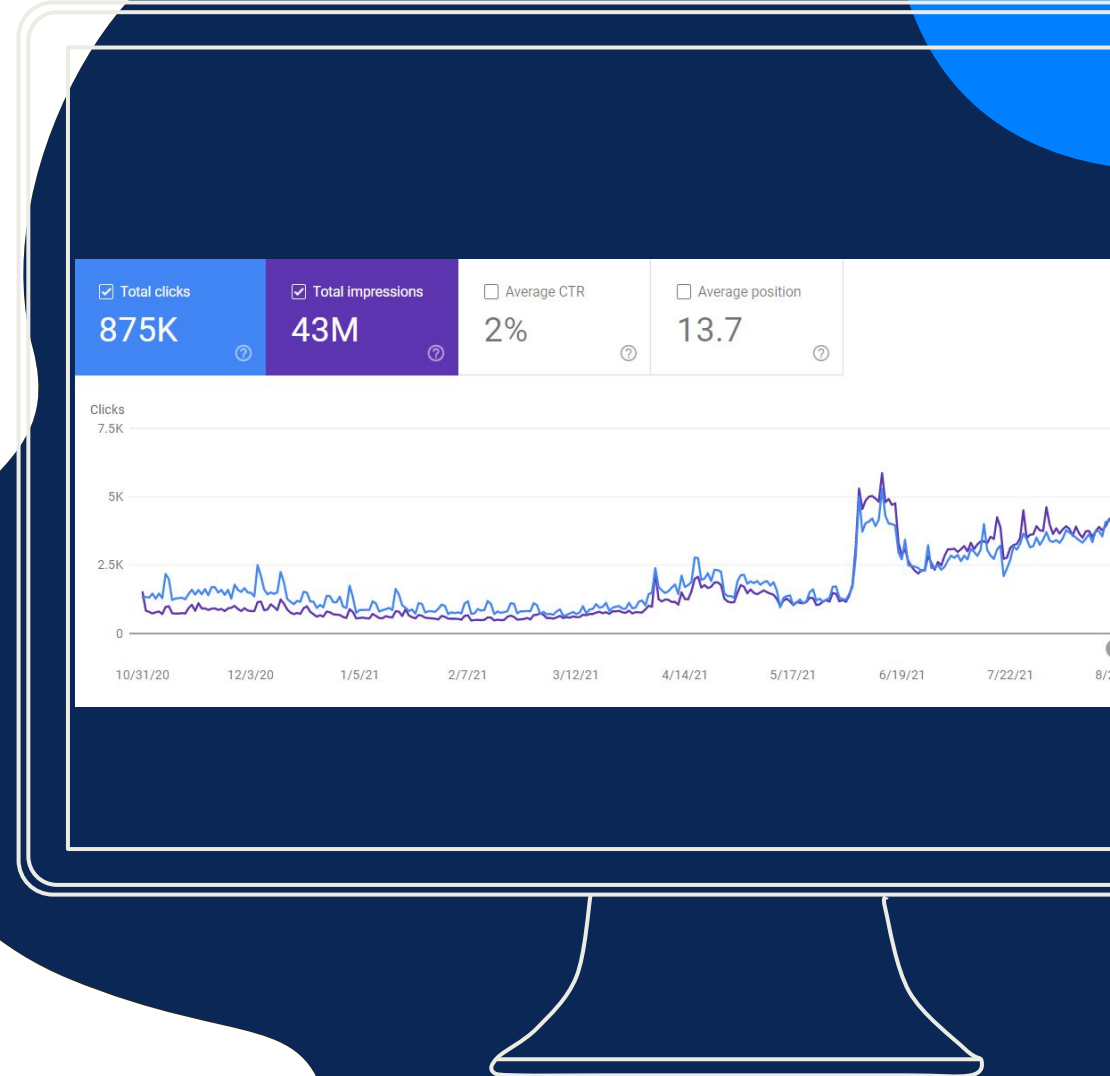 Total clicks
875K
Total impressions
43M
Average CTR
2%
Average position
13.7
Clicks
7.5K
5K
2.5K
0
10/31/20 12/3/20 1/5/21 2/7/21 3/12/21 4/14/21 5/17/21 6/19/21 7/22/21